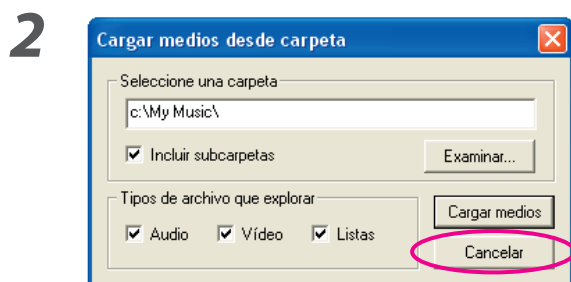 2
Cargar medios desde carpeta
Seleccione una carpeta
c:\My Music\
Incluir subcarpetas
Examinar...
Tipos de archivo que explorar
Audio
Vídeo
Listas
Cargar medios
Cancelar